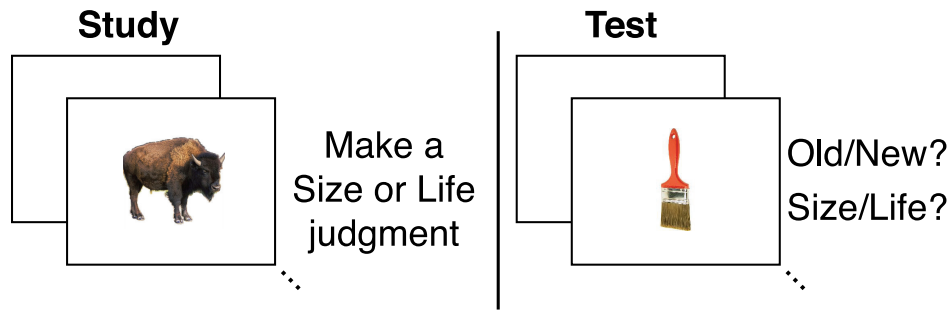 Study
Make a
Size or Life
judgment
Test
Old/New?
Size/Life?